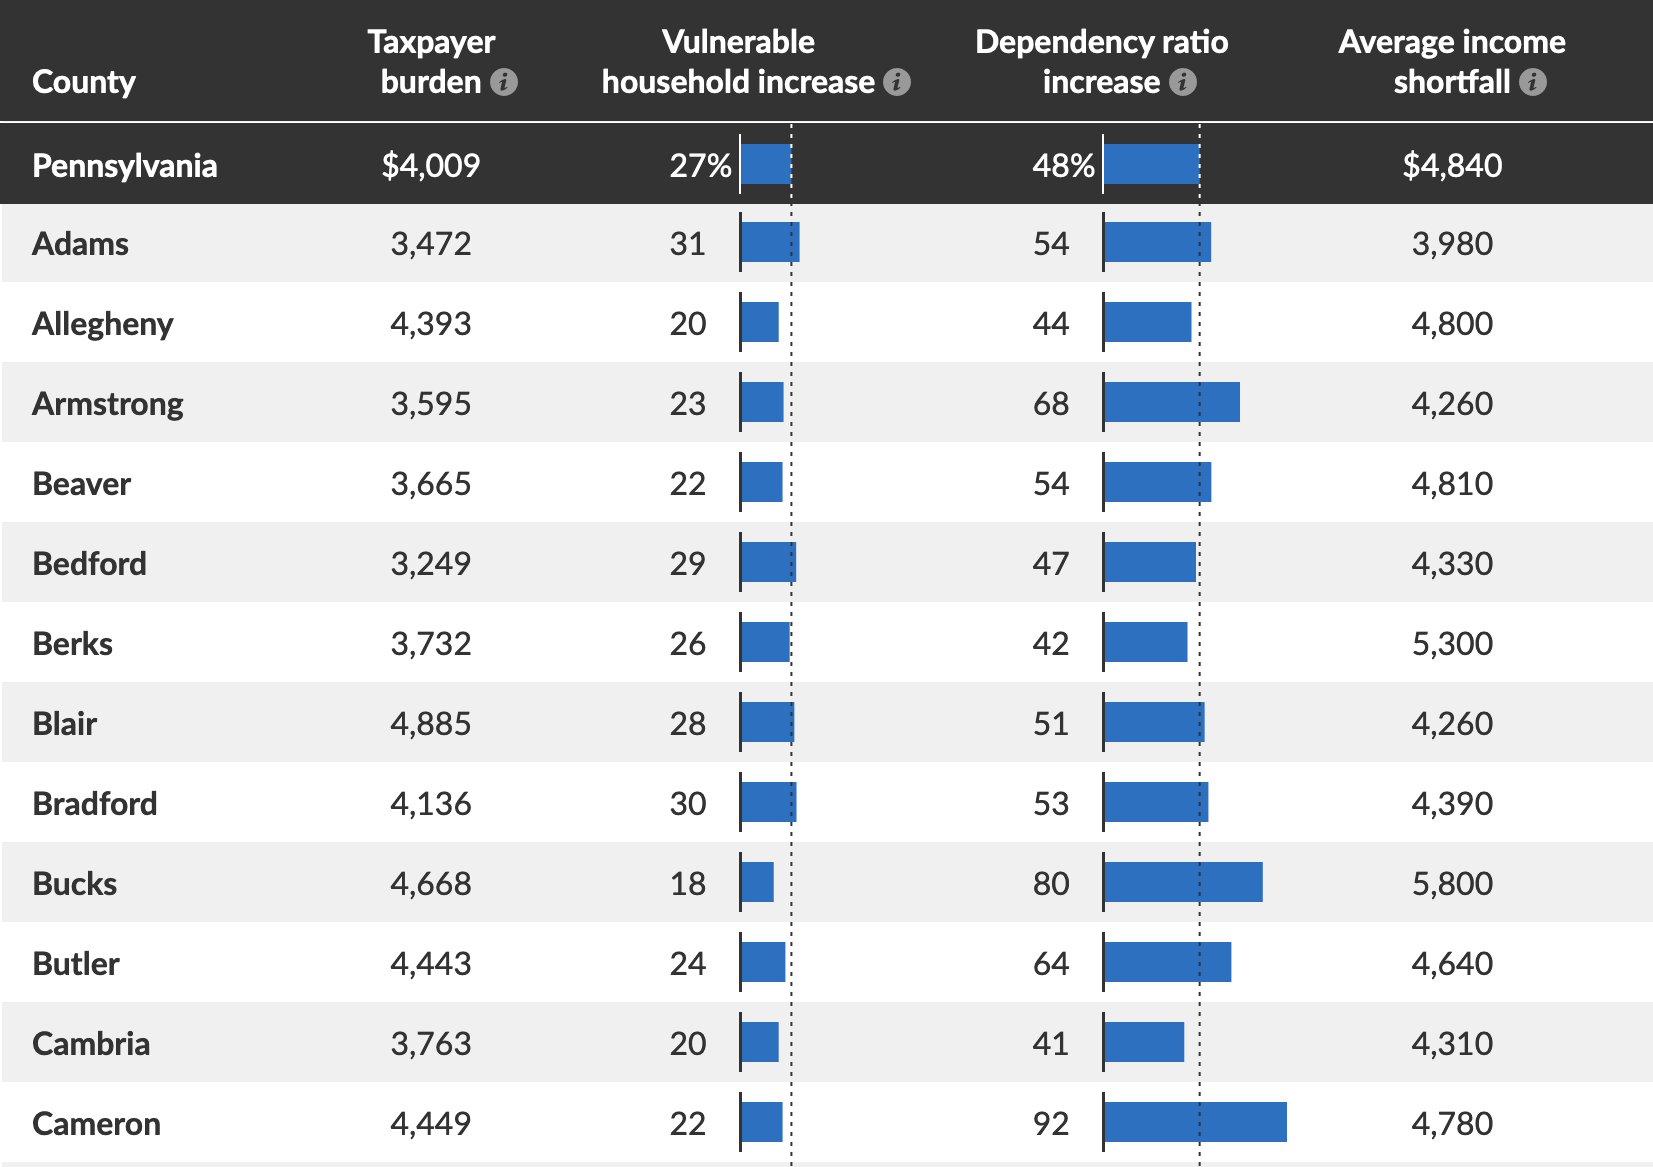 County Taxpayer burden Vulnerable household increase Dependency ratio increase Average income shortfall
Pennsylvania $4,009 27% 48% $4,840
Adams 3,472 31 54 3,980
Allegheny 4,393 20 44 4,800
Armstrong 3,595 23 68 4,260
Beaver 3,665 22 54 4,810
Bedford 3,249 29 47 4,330
Berks 3,732 26 42 5,300
Blair 4,885 28 51 4,260
Bradford 4,136 30 53 4,390
Bucks 4,668 18 80 5,800
Butler 4,443 24 64 4,640
Cambria 3,763 20 41 4,310
Cameron 4,449 22 92 4,780